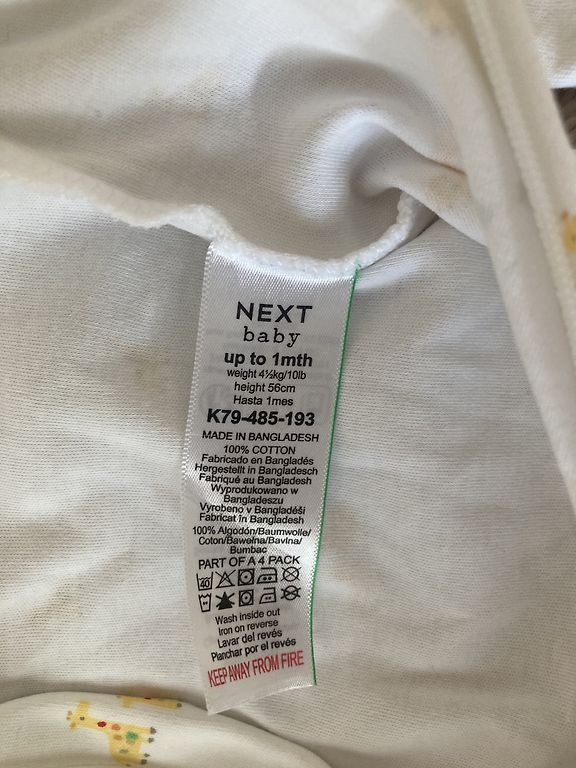 NEXT
baby
up to 1mth
weight 4½kg/10lb
height 56cm
Hasta 1mes
K79-485-193
MADE IN BANGLADESH
100% COTTON
Fabricado en Bangladés
Hergestellt in Bangladesch
Fabriqué au Bangladesh
Wyprodukowano w
Bangladeszu
Vyrobeno v Bangladéši
Fabricat în Bangladesh
100% Algodón/Baumwolle/
Coton/Bawełna/Bavlna/
Bumbac
PART OF A 4 PACK
40
Wash inside out
Iron on reverse
Lavar del revés
Planchar por el revés
KEEP AWAY FROM FIRE